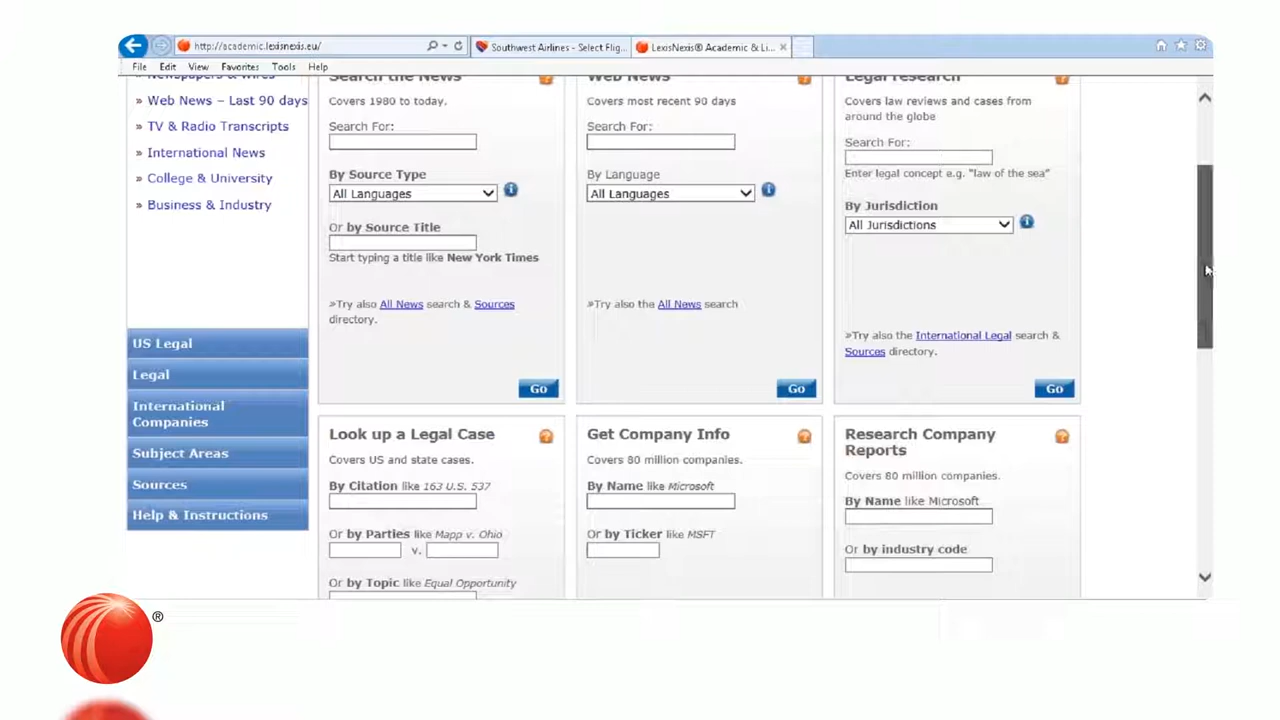 http://academic.lexisnexis.eu/
Southwest Airlines - Select Flig...
LexisNexis® Academic & Li...
File Edit View Favorites Tools Help
» Newspapers & Wires
» Web News – Last 90 days
» TV & Radio Transcripts
» International News
» College & University
» Business & Industry
US Legal
Legal
International
Companies
Subject Areas
Sources
Help & Instructions
Search the News
Covers 1980 to today.
Search For:
By Source Type
All Languages
Or by Source Title
Start typing a title like New York Times
»Try also All News search & Sources
directory.
Go
Web News
Covers most recent 90 days
Search For:
By Language
All Languages
»Try also the All News search
Go
Legal research
Covers law reviews and cases from
around the globe
Search For:
Enter legal concept e.g. "law of the sea"
By Jurisdiction
All Jurisdictions
»Try also the International Legal search &
Sources directory.
Go
Look up a Legal Case
Covers US and state cases.
By Citation like 163 U.S. 537
Or by Parties like Mapp v. Ohio
v.
Or by Topic like Equal Opportunity
Get Company Info
Covers 80 million companies.
By Name like Microsoft
Or by Ticker like MSFT
Research Company
Reports
Covers 80 million companies.
By Name like Microsoft
Or by industry code
®